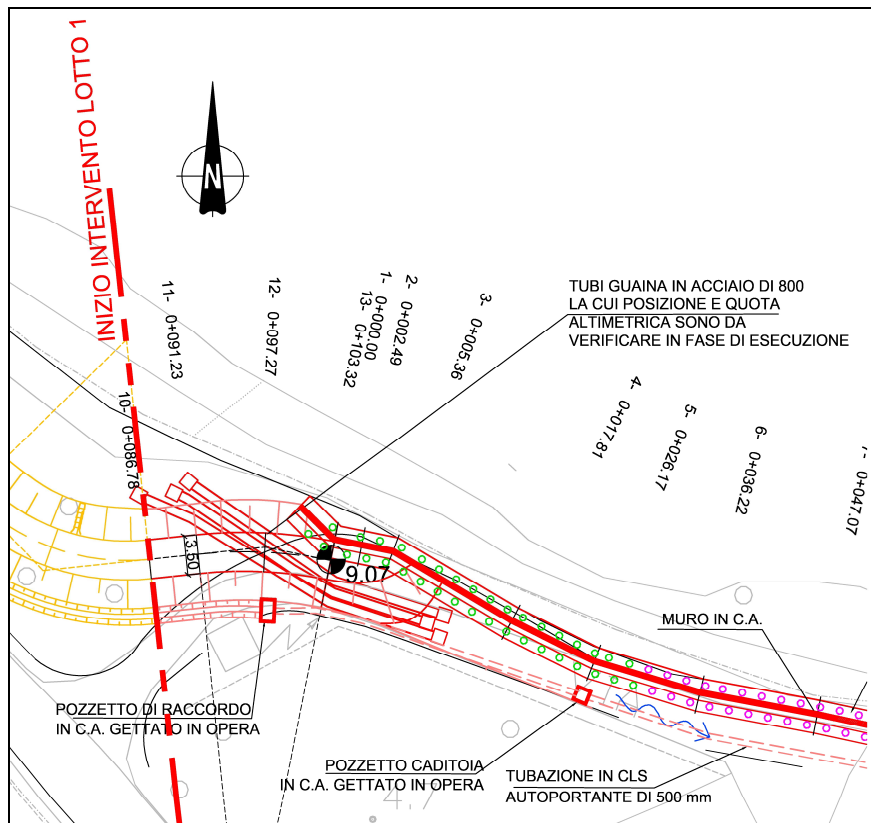 INIZIO INTERVENTO LOTTO 1
N
11- 0+091.23
12- 0+097.27
13- 0+103.32
1- 0+000.00
2- 0+002.49
3- 0+005.36
TUBI GUAINA IN ACCIAIO DI 800
LA CUI POSIZIONE E QUOTA
ALTIMETRICA SONO DA
VERIFICARE IN FASE DI ESECUZIONE
4- 0+017.81
5- 0+026.17
6- 0+036.22
0+047.07
10- 0+086.78
3.50
9.07
MURO IN C.A.
POZZETTO DI RACCORDO
IN C.A. GETTATO IN OPERA
POZZETTO CADITOIA
IN C.A. GETTATO IN OPERA
TUBAZIONE IN CLS
AUTOPORTANTE DI 500 mm